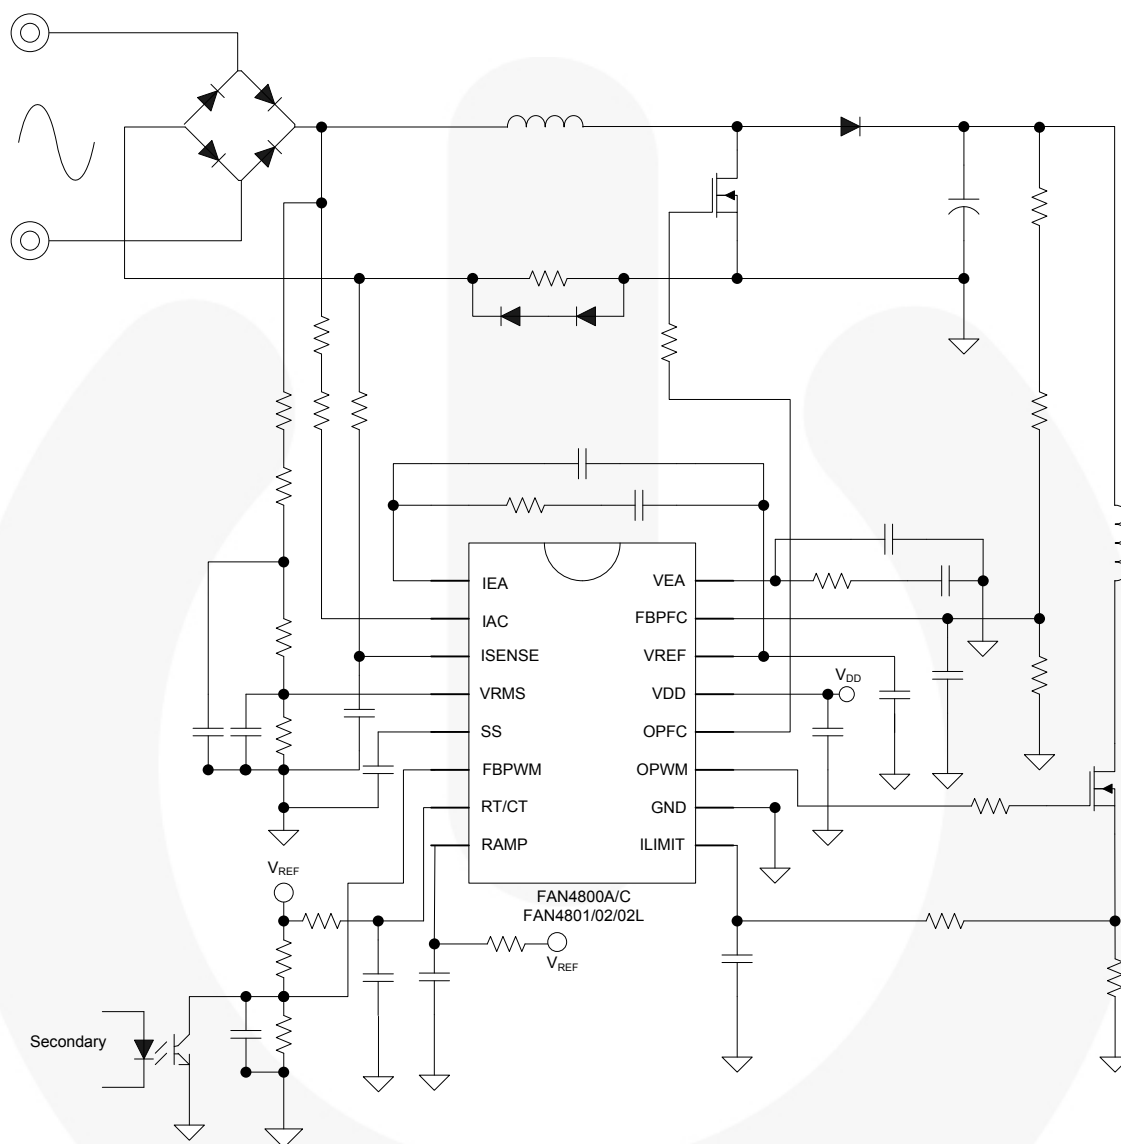 IEA
IAC
ISENSE
VRMS
SS
FBPWM
RT/CT
RAMP
VEA
FBPFC
VREF
VDD
OPFC
OPWM
GND
ILIMIT
VDD
FAN4800A/C
FAN4801/02/02L
VREF
VREF
Secondary